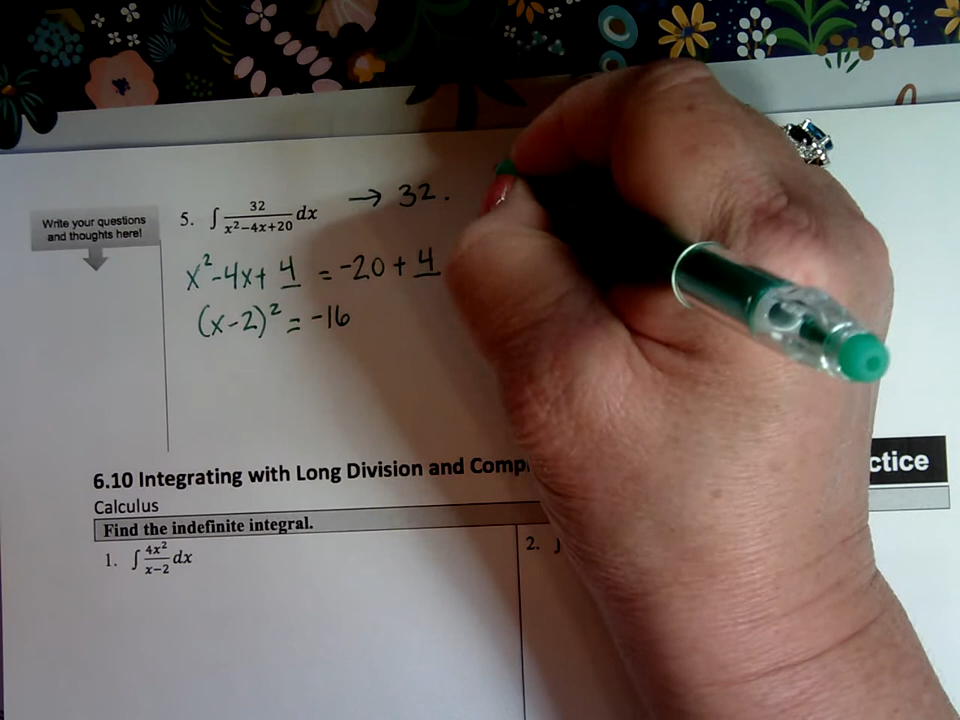 Write your questions
and thoughts here!
5. ∫ 32/(x²−4x+20) dx → 32.
x²-4x+ 4 = -20 + 4
(x-2)² = -16
6.10 Integrating with Long Division and
Calculus
Find the indefinite integral.
1. ∫ 4x²/(x−2) dx
2.